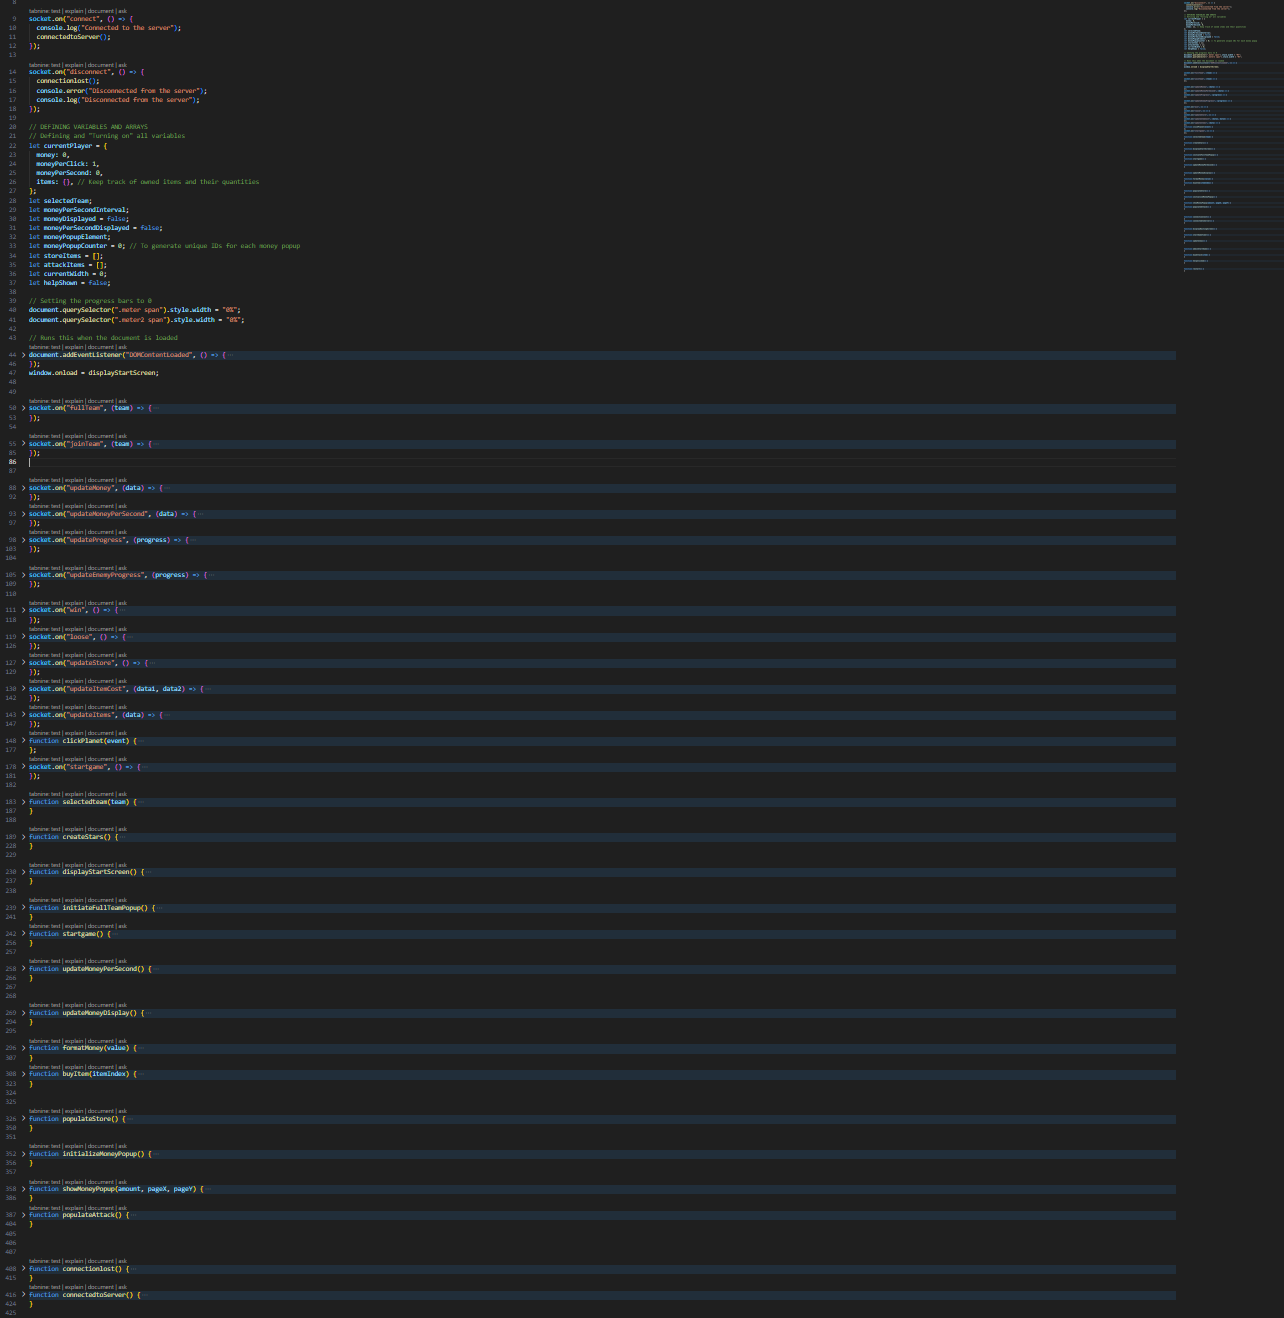 8
tabnine: test | explain | document | ask
9 socket.on("connect", () => {
10 console.log("Connected to the server");
11 connectedtoServer();
12 });
13
tabnine: test | explain | document | ask
14 socket.on("disconnect", () => {
15 connectionlost();
16 console.error("Disconnected from the server");
17 console.log("Disconnected from the server");
18 });
19
20 // DEFINING VARIABLES AND ARRAYS
21 // Defining and "Turning on" all variables
22 let currentPlayer = {
23 money: 0,
24 moneyPerClick: 1,
25 moneyPerSecond: 0,
26 items: {}, // Keep track of owned items and their quantities
27 };
28 let selectedTeam;
29 let moneyPerSecondInterval;
30 let moneyDisplayed = false;
31 let moneyPerSecondDisplayed = false;
32 let moneyPopupElement;
33 let moneyPopupCounter = 0; // To generate unique IDs for each money popup
34 let storeItems = [];
35 let attackItems = [];
36 let currentWidth = 0;
37 let helpShown = false;
38
39 // Setting the progress bars to 0
40 document.querySelector(".meter span").style.width = "0%";
41 document.querySelector(".meter2 span").style.width = "0%";
42
43 // Runs this when the document is loaded
tabnine: test | explain | document | ask
44 document.addEventListener("DOMContentLoaded", () => {···
46 });
47 window.onload = displayStartScreen;
48
49
tabnine: test | explain | document | ask
50 socket.on("fullTeam", (team) => {···
53 });
54
tabnine: test | explain | document | ask
55 socket.on("joinTeam", (team) => {···
85 });
86
87
tabnine: test | explain | document | ask
88 socket.on("updateMoney", (data) => {···
92 });
tabnine: test | explain | document | ask
93 socket.on("updateMoneyPerSecond", (data) => {···
97 });
tabnine: test | explain | document | ask
98 socket.on("updateProgress", (progress) => {···
103 });
104
tabnine: test | explain | document | ask
105 socket.on("updateEnemyProgress", (progress) => {···
109 });
110
tabnine: test | explain | document | ask
111 socket.on("win", () => {···
118 });
tabnine: test | explain | document | ask
119 socket.on("loose", () => {···
126 });
tabnine: test | explain | document | ask
127 socket.on("updateStore", () => {···
129 });
tabnine: test | explain | document | ask
130 socket.on("updateItemCost", (data1, data2) => {···
142 });
tabnine: test | explain | document | ask
143 socket.on("updateItems", (data) => {···
147 });
tabnine: test | explain | document | ask
148 function clickPlanet(event) {···
177 };
tabnine: test | explain | document | ask
178 socket.on("startgame", () => {···
181 });
182
tabnine: test | explain | document | ask
183 function selectedteam(team) {···
187 }
188
tabnine: test | explain | document | ask
189 function createStars() {···
228 }
229
tabnine: test | explain | document | ask
230 function displayStartScreen() {···
237 }
238
tabnine: test | explain | document | ask
239 function initiateFullTeamPopup() {···
241 }
tabnine: test | explain | document | ask
242 function startgame() {···
256 }
257
tabnine: test | explain | document | ask
258 function updateMoneyPerSecond() {···
266 }
267
268
tabnine: test | explain | document | ask
269 function updateMoneyDisplay() {···
294 }
295
tabnine: test | explain | document | ask
296 function formatMoney(value) {···
307 }
tabnine: test | explain | document | ask
308 function buyItem(itemIndex) {···
323 }
324
325
tabnine: test | explain | document | ask
326 function populateStore() {···
350 }
351
tabnine: test | explain | document | ask
352 function initializeMoneyPopup() {···
356 }
357
tabnine: test | explain | document | ask
358 function showMoneyPopup(amount, pageX, pageY) {···
386 }
tabnine: test | explain | document | ask
387 function populateAttack() {···
404 }
405
406
407
tabnine: test | explain | document | ask
408 function connectionlost() {···
415 }
tabnine: test | explain | document | ask
416 function connectedtoServer() {···
424 }
425